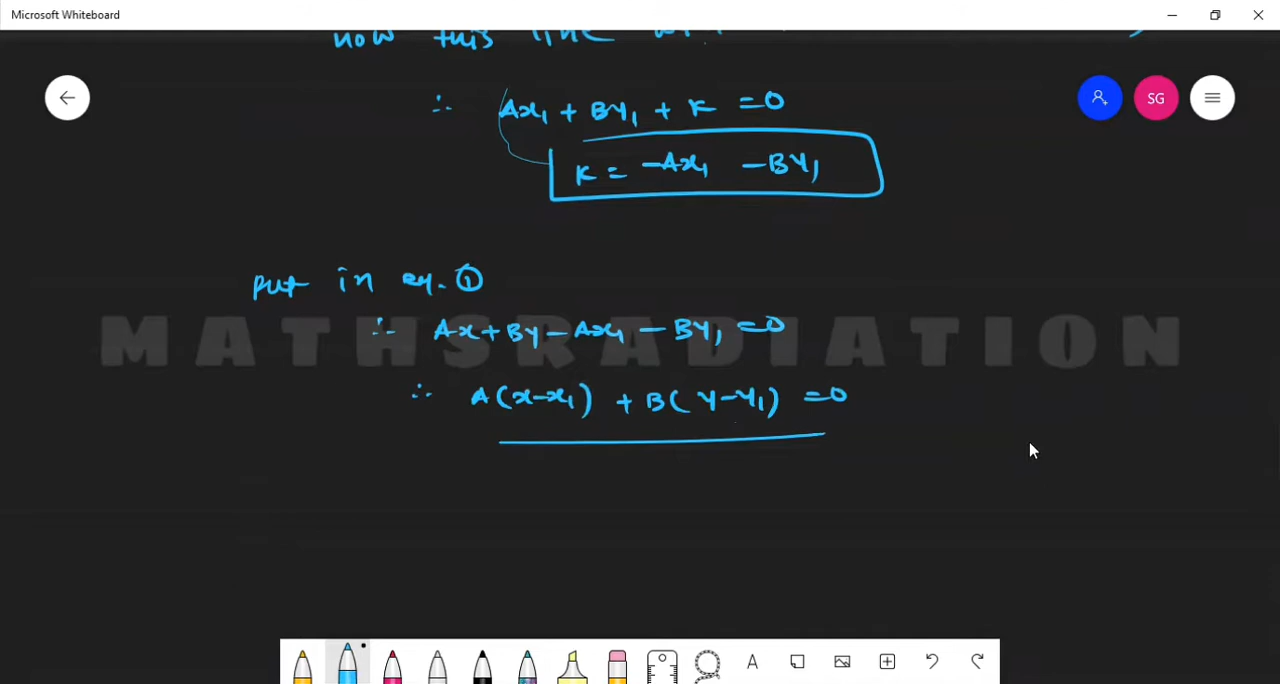 Microsoft Whiteboard
now this line
SG
∴ Ax₁ + By₁ + K = 0
K = -Ax₁ - By₁
put in eq. ①
∴ Ax + By - Ax₁ - By₁ = 0
MATHSRADIATION
∴ A(x-x₁) + B(y-y₁) = 0
A